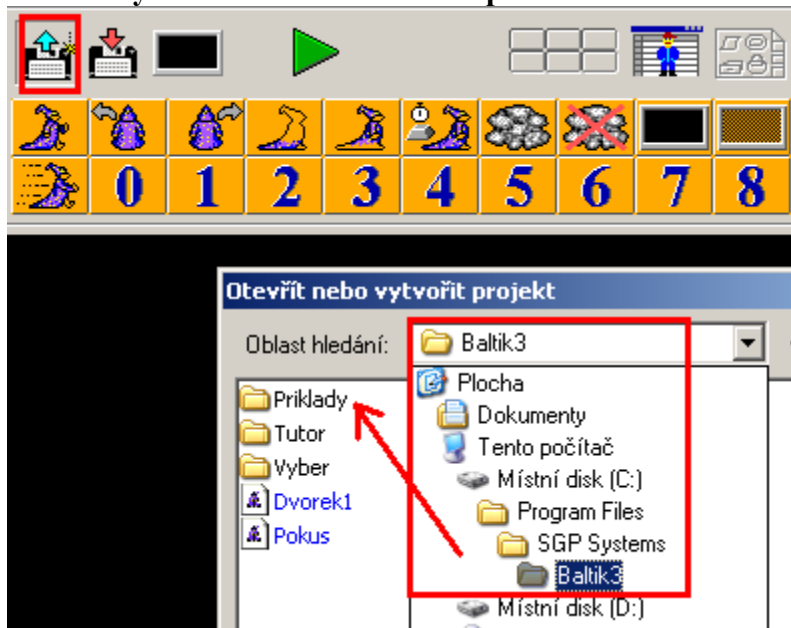 0 1 2 3 4 5 6 7 8
Otevřít nebo vytvořit projekt
Oblast hledání: Baltik3
Priklady
Tutor
Vyber
Dvorek1
Pokus
Plocha
Dokumenty
Tento počítač
Místní disk (C:)
Program Files
SGP Systems
Baltik3
Místní disk (D:)